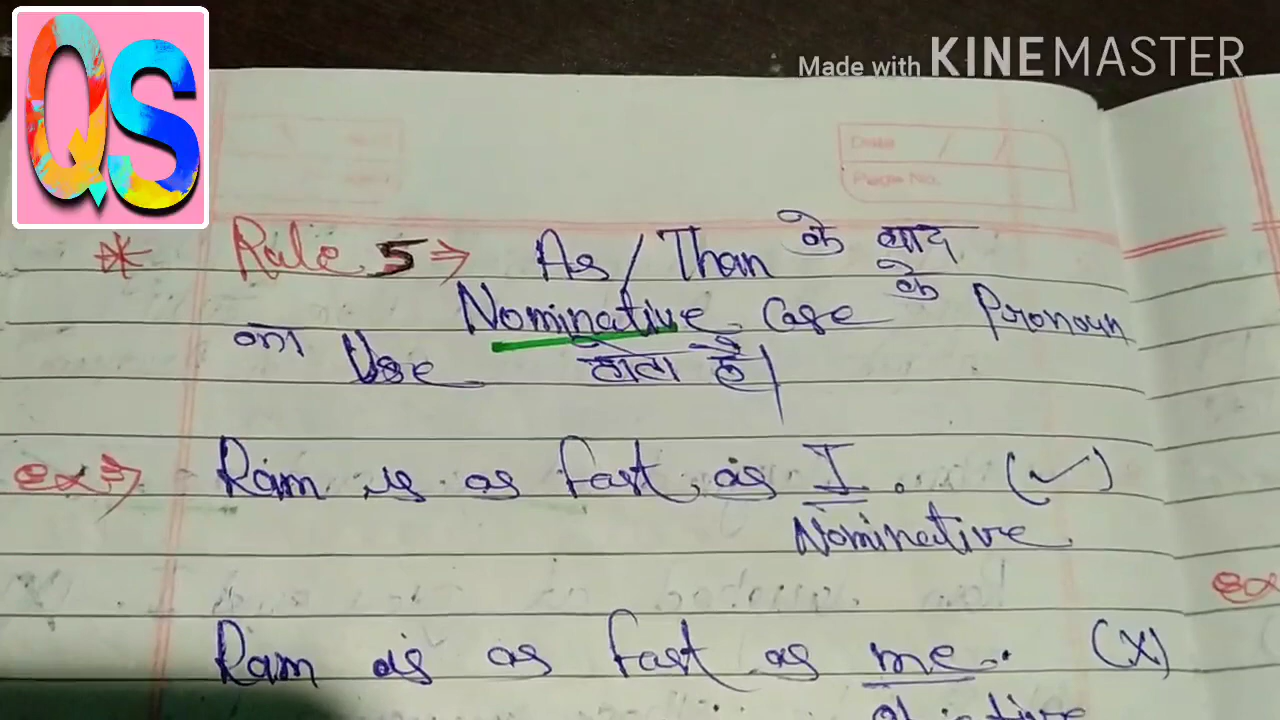 QS
Made with KINEMASTER
Date / /
Page No.
* Rule 5 ⇒ As / Than के बाद
Nominative Case के Pronoun
का Use होता है।
ex ⇒ Ram is as fast as I. (✓)
Nominative
ex
Ram is as fast as me. (X)